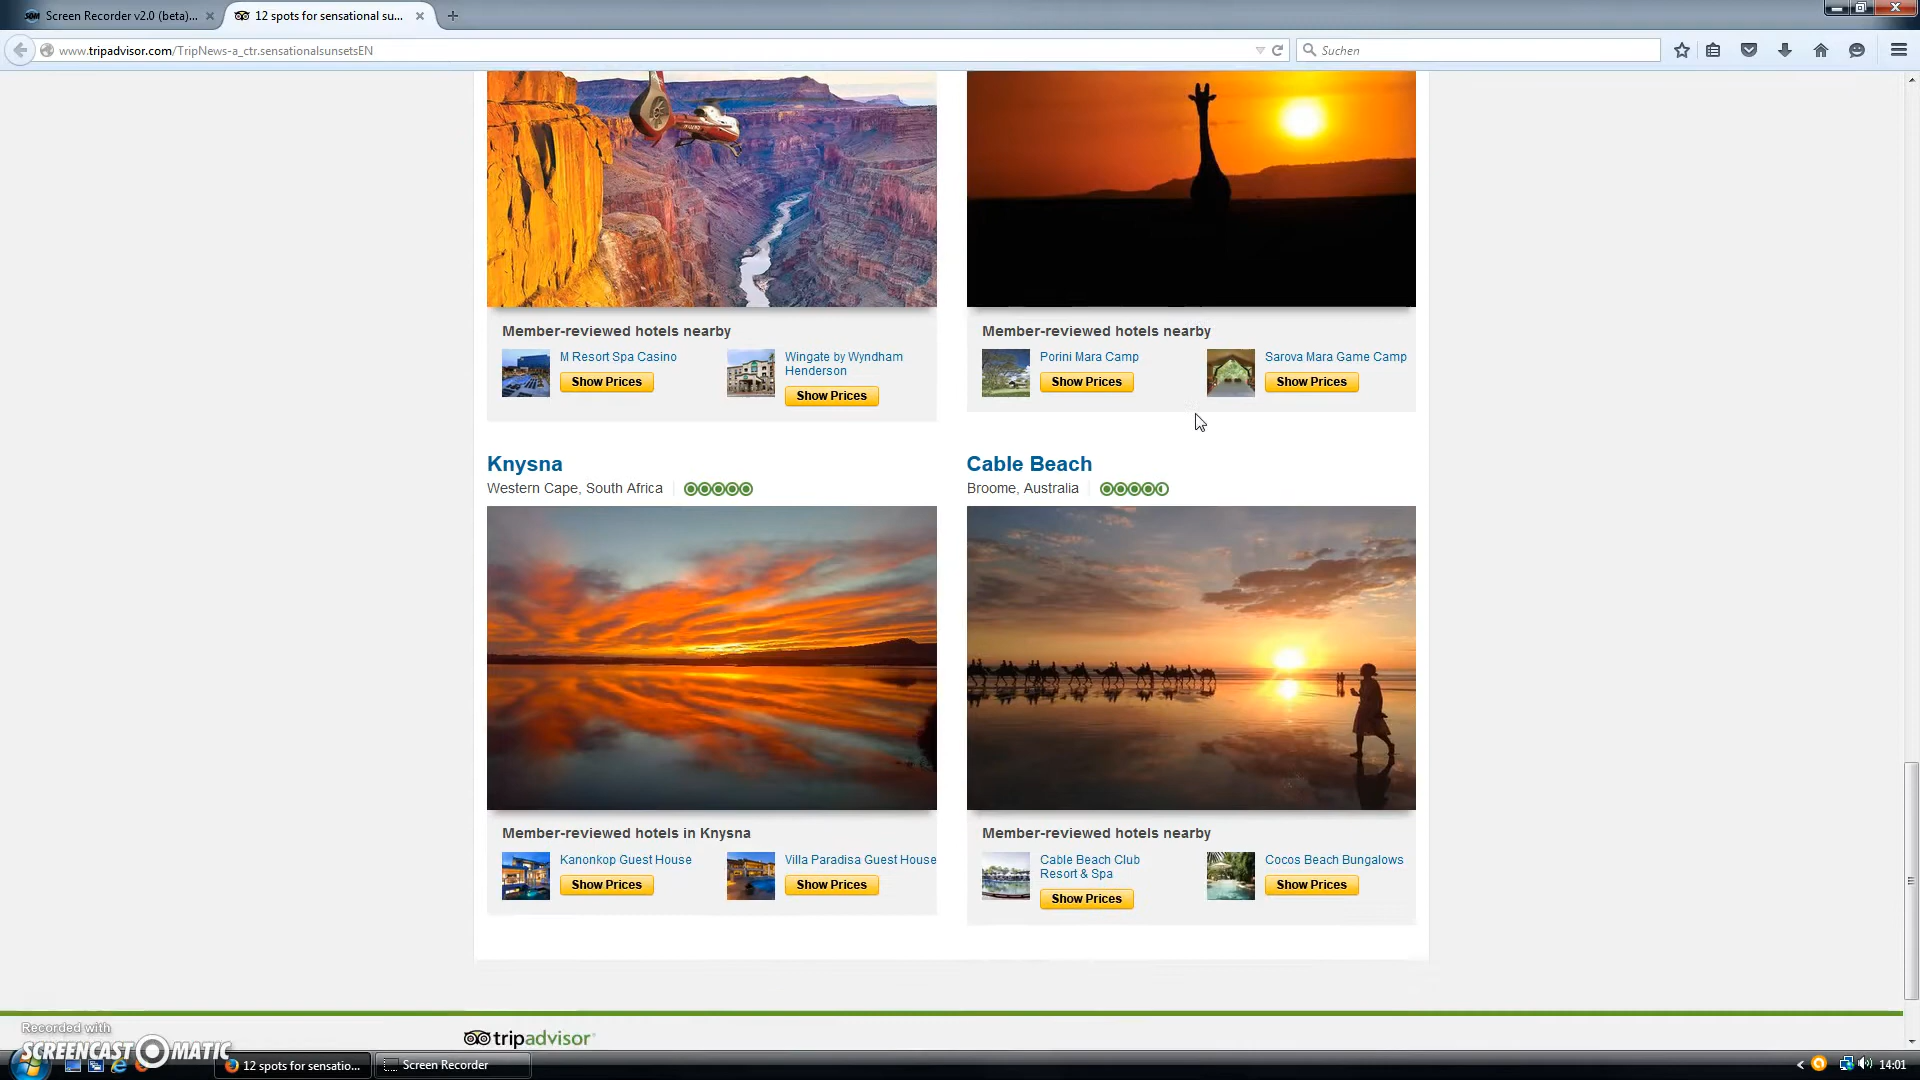 Screen Recorder v2.0 (beta)...
12 spots for sensational su...
www.tripadvisor.com/TripNews-a_ctr.sensationalsunsetsEN
Suchen
Member-reviewed hotels nearby
M Resort Spa Casino
Show Prices
Wingate by Wyndham
Henderson
Show Prices
Member-reviewed hotels nearby
Porini Mara Camp
Show Prices
Sarova Mara Game Camp
Show Prices
Knysna
Western Cape, South Africa
Cable Beach
Broome, Australia
Member-reviewed hotels in Knysna
Kanonkop Guest House
Show Prices
Villa Paradisa Guest House
Show Prices
Member-reviewed hotels nearby
Cable Beach Club
Resort & Spa
Show Prices
Cocos Beach Bungalows
Show Prices
tripadvisor
Recorded with
SCREENCAST MATIC
12 spots for sensatio...
Screen Recorder
14:01